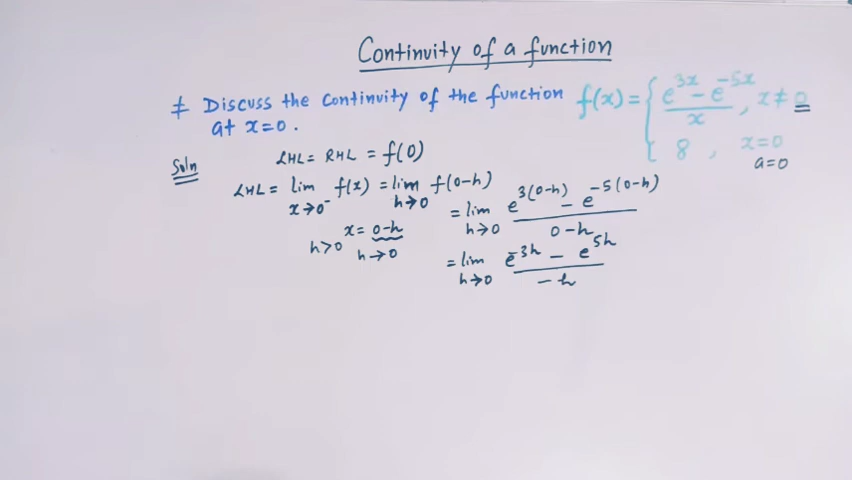 Continuity of a function
# Discuss the continuity of the function f(x) = { e^3x − e^−5x / x , x ≠ 0
at x=0.
8 , x=0
a=0
Soln
LHL = RHL = f(0)
LHL = lim x→0⁻ f(x) = lim h→0 f(0-h)
x = 0-h
h>0 h→0
= lim h→0 e^3(0-h) − e^−5(0-h) / 0-h
= lim h→0 e^−3h − e^5h / −h